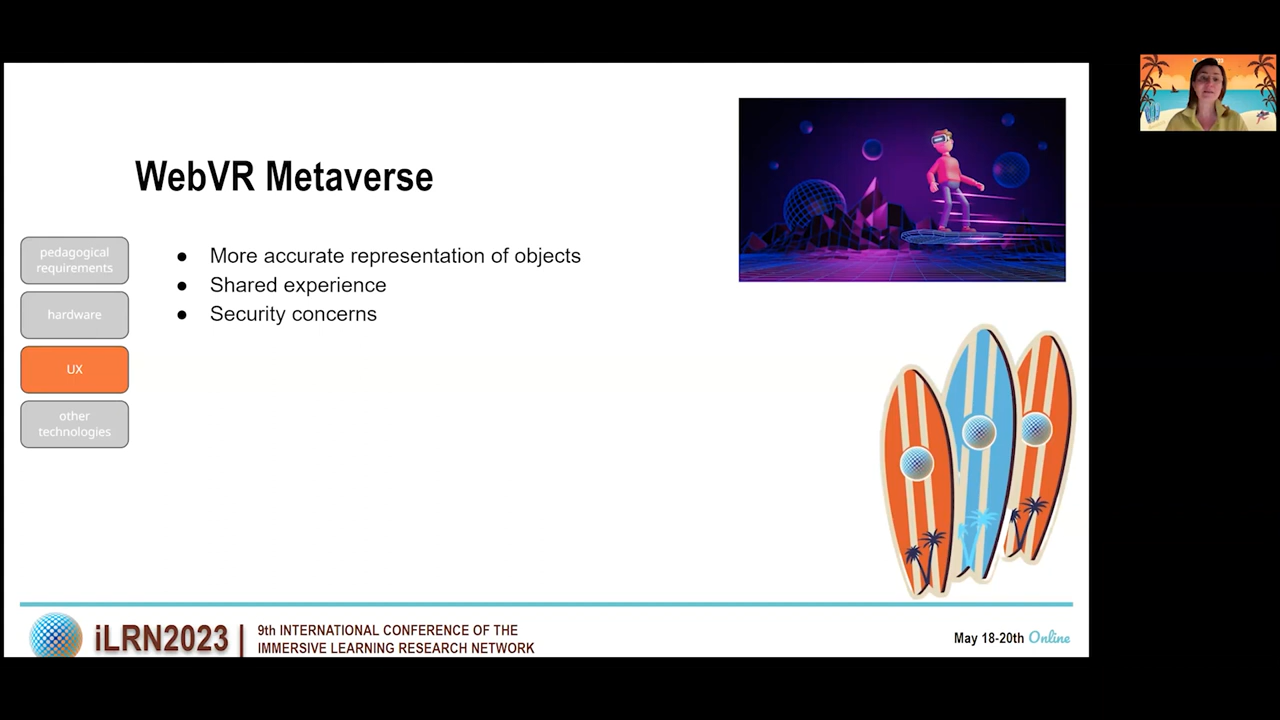 WebVR Metaverse
pedagogical
requirements
hardware
UX
other
technologies
● More accurate representation of objects
● Shared experience
● Security concerns
iLRN2023 |
9th INTERNATIONAL CONFERENCE OF THE
IMMERSIVE LEARNING RESEARCH NETWORK
May 18-20th Online